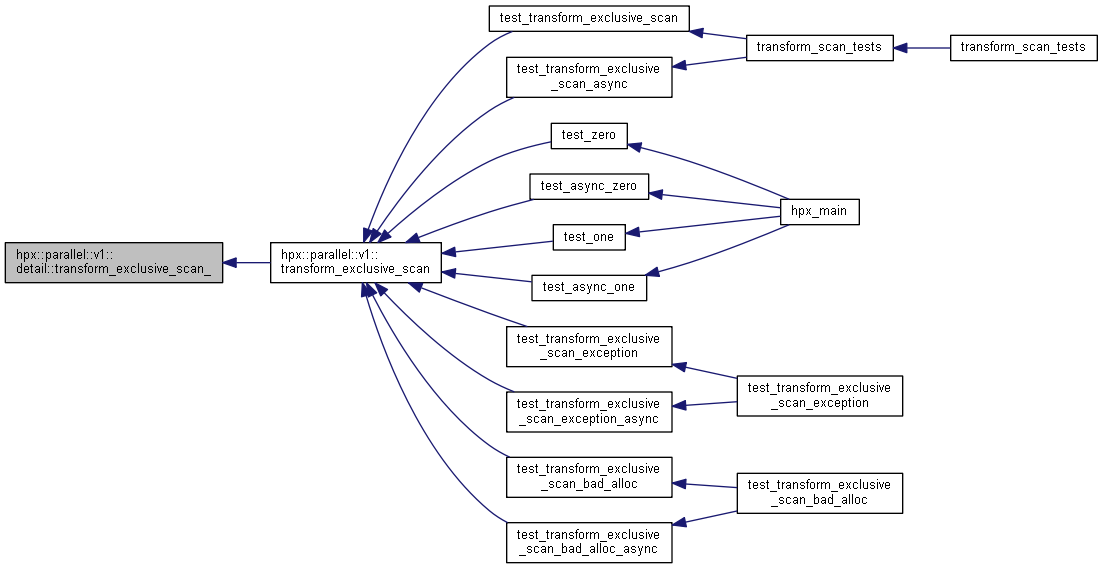 test_transform_exclusive_scan
transform_scan_tests
transform_scan_tests
test_transform_exclusive
_scan_async
test_zero
test_async_zero
hpx_main
test_one
hpx::parallel::v1::
detail::transform_exclusive_scan_
hpx::parallel::v1::
transform_exclusive_scan
test_async_one
test_transform_exclusive
_scan_exception
test_transform_exclusive
_scan_exception
test_transform_exclusive
_scan_exception_async
test_transform_exclusive
_scan_bad_alloc
test_transform_exclusive
_scan_bad_alloc
test_transform_exclusive
_scan_bad_alloc_async